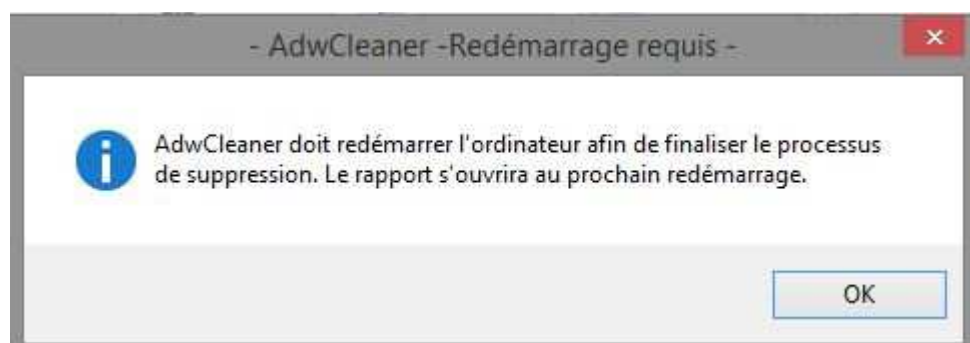 - AdwCleaner -Redémarrage requis -
AdwCleaner doit redémarrer l'ordinateur afin de finaliser le processus
de suppression. Le rapport s'ouvrira au prochain redémarrage.
OK